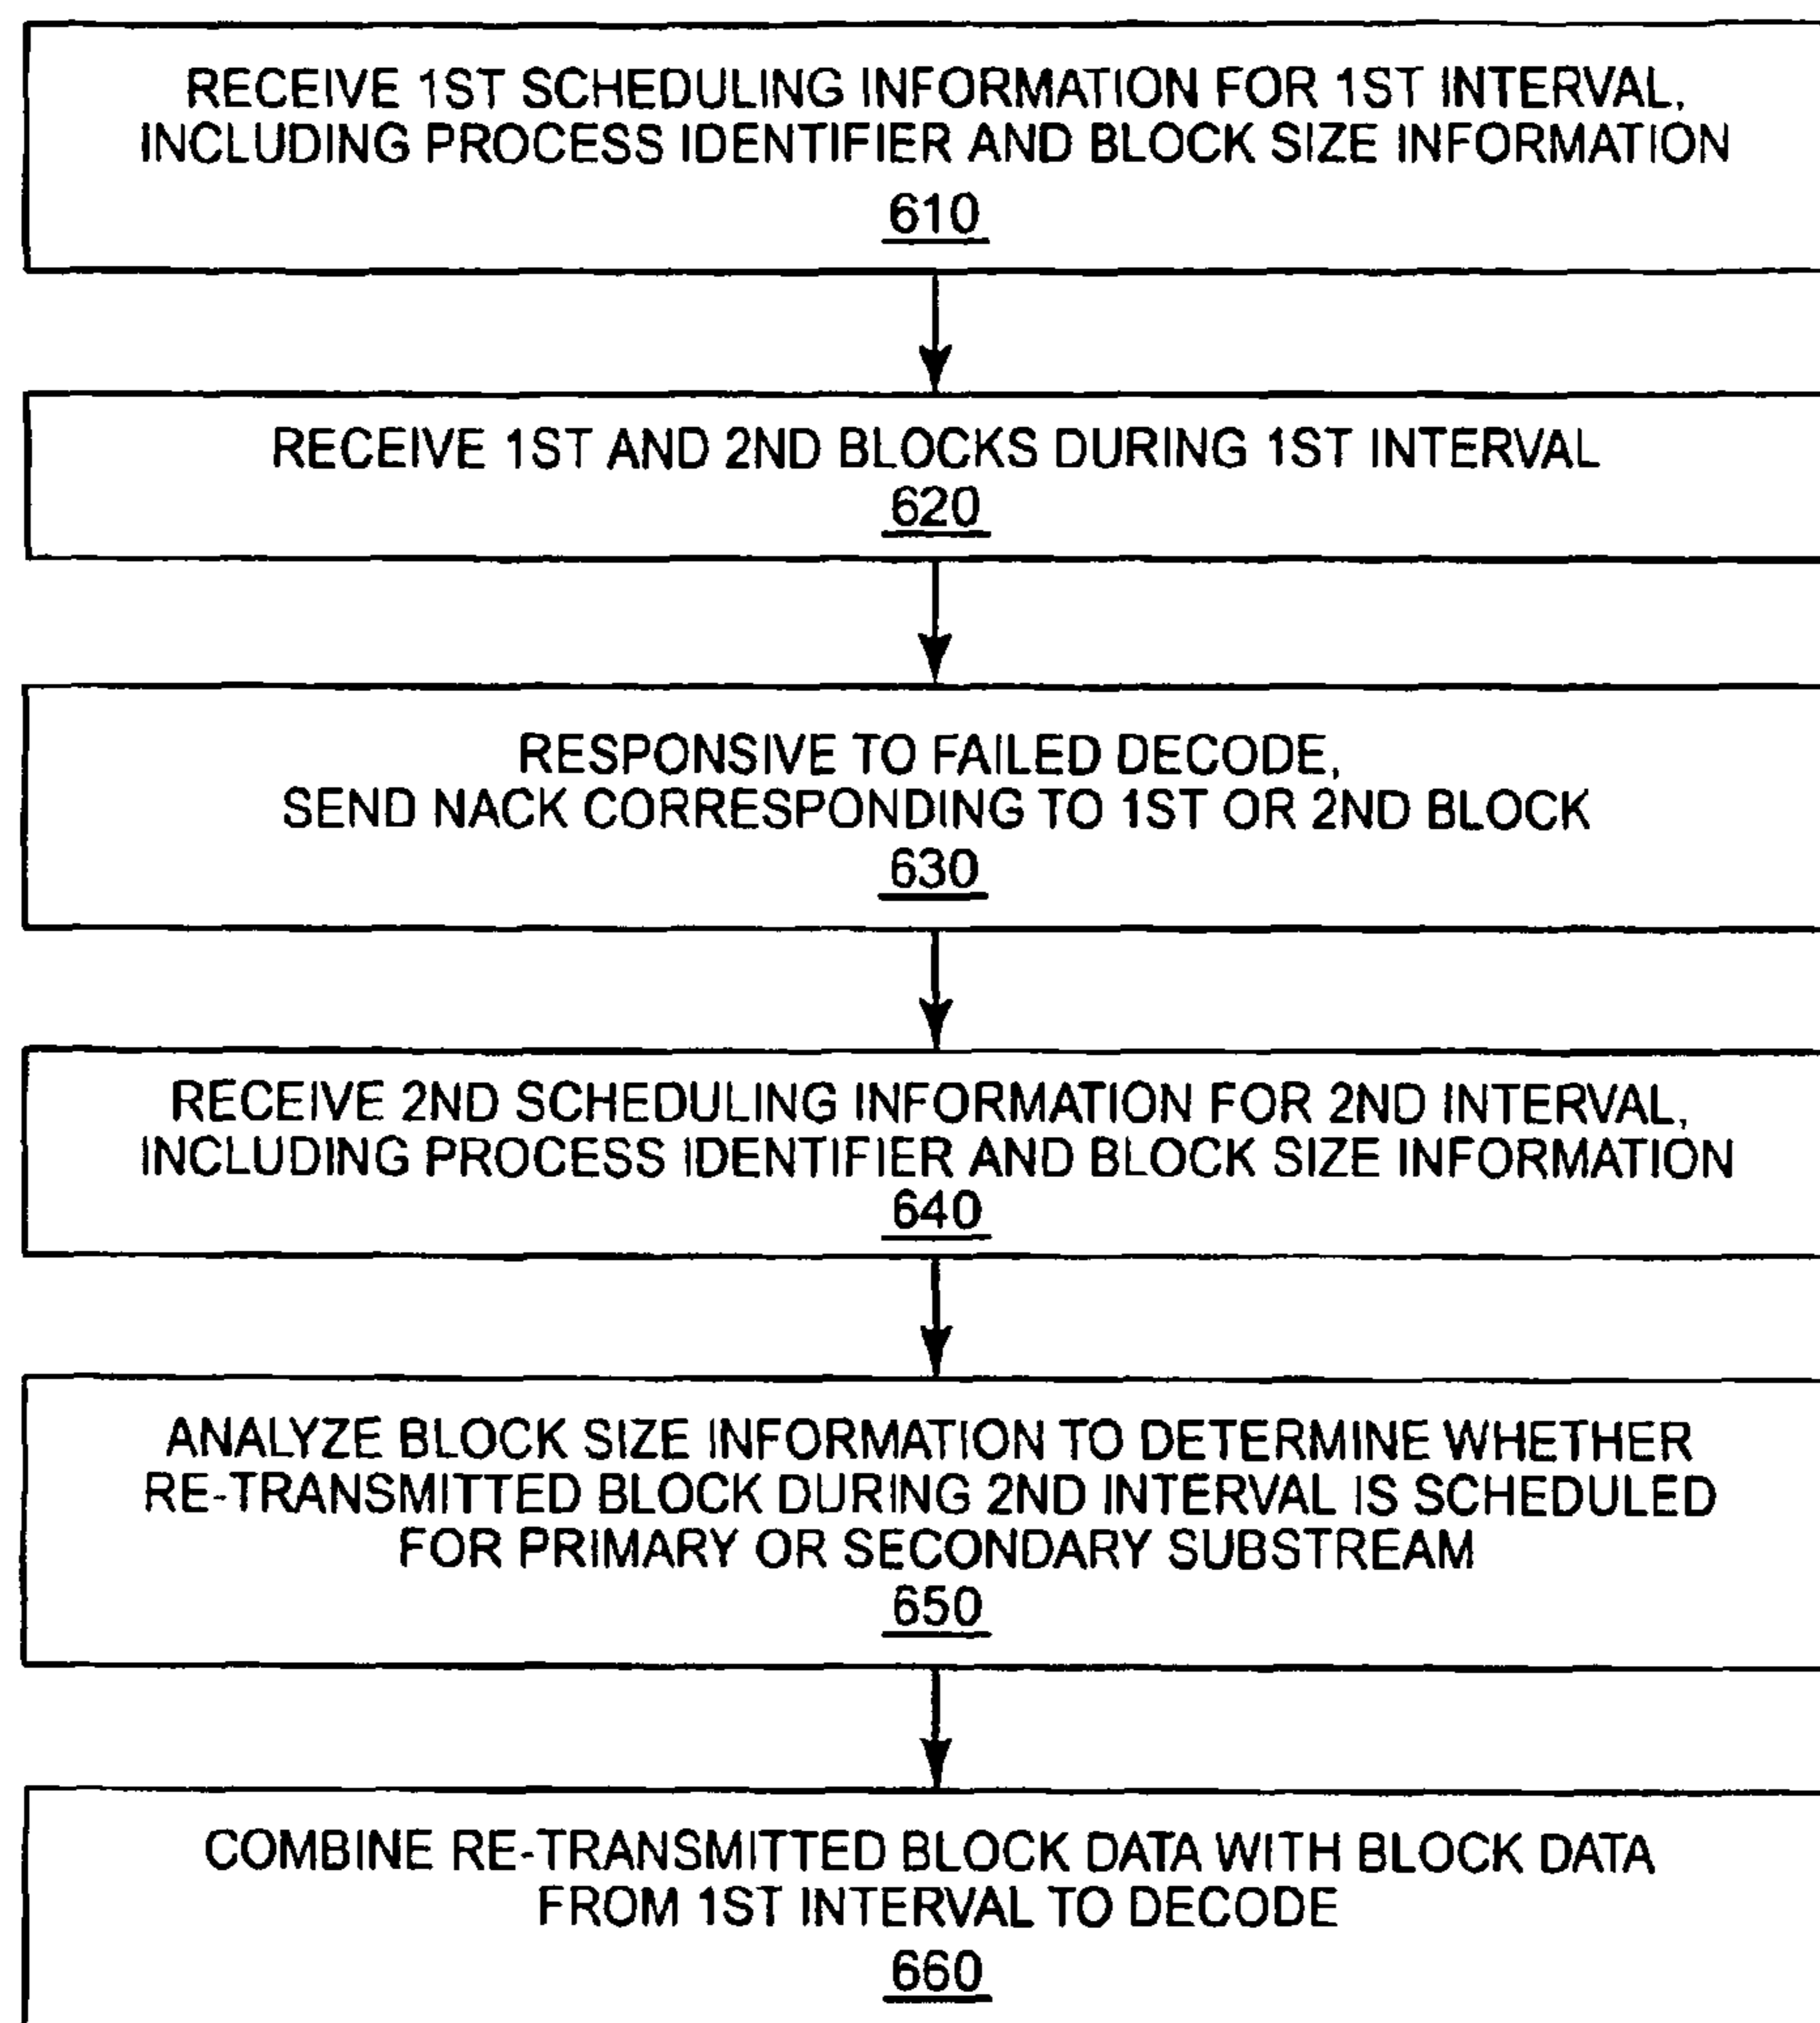 RECEIVE 1ST SCHEDULING INFORMATION FOR 1ST INTERVAL,
INCLUDING PROCESS IDENTIFIER AND BLOCK SIZE INFORMATION
610
RECEIVE 1ST AND 2ND BLOCKS DURING 1ST INTERVAL
620
RESPONSIVE TO FAILED DECODE,
SEND NACK CORRESPONDING TO 1ST OR 2ND BLOCK
630
RECEIVE 2ND SCHEDULING INFORMATION FOR 2ND INTERVAL,
INCLUDING PROCESS IDENTIFIER AND BLOCK SIZE INFORMATION
640
ANALYZE BLOCK SIZE INFORMATION TO DETERMINE WHETHER
RE-TRANSMITTED BLOCK DURING 2ND INTERVAL IS SCHEDULED
FOR PRIMARY OR SECONDARY SUBSTREAM
650
COMBINE RE-TRANSMITTED BLOCK DATA WITH BLOCK DATA
FROM 1ST INTERVAL TO DECODE
660